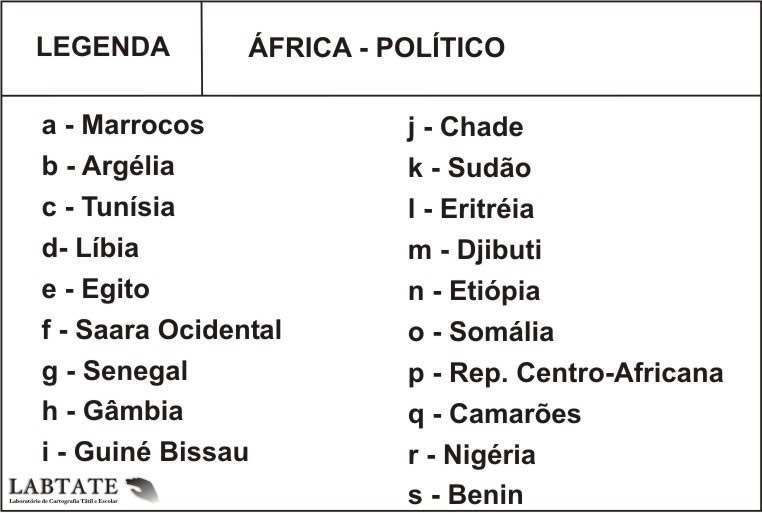 LEGENDA
ÁFRICA - POLÍTICO
a - Marrocos
b - Argélia
c - Tunísia
d- Líbia
e - Egito
f - Saara Ocidental
g - Senegal
h - Gâmbia
i - Guiné Bissau
j - Chade
k - Sudão
l - Eritréia
m - Djibuti
n - Etiópia
o - Somália
p - Rep. Centro-Africana
q - Camarões
r - Nigéria
s - Benin
LABTATE
Laboratório de Cartografia Tátil e Escolar